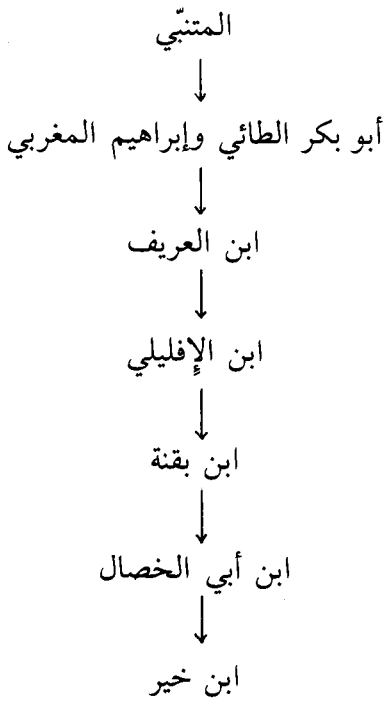 المتنبّي
أبو بكر الطائي وإبراهيم المغربي
ابن العريف
ابن الإفليلي
ابن بقنة
ابن أبي الخصال
ابن خير